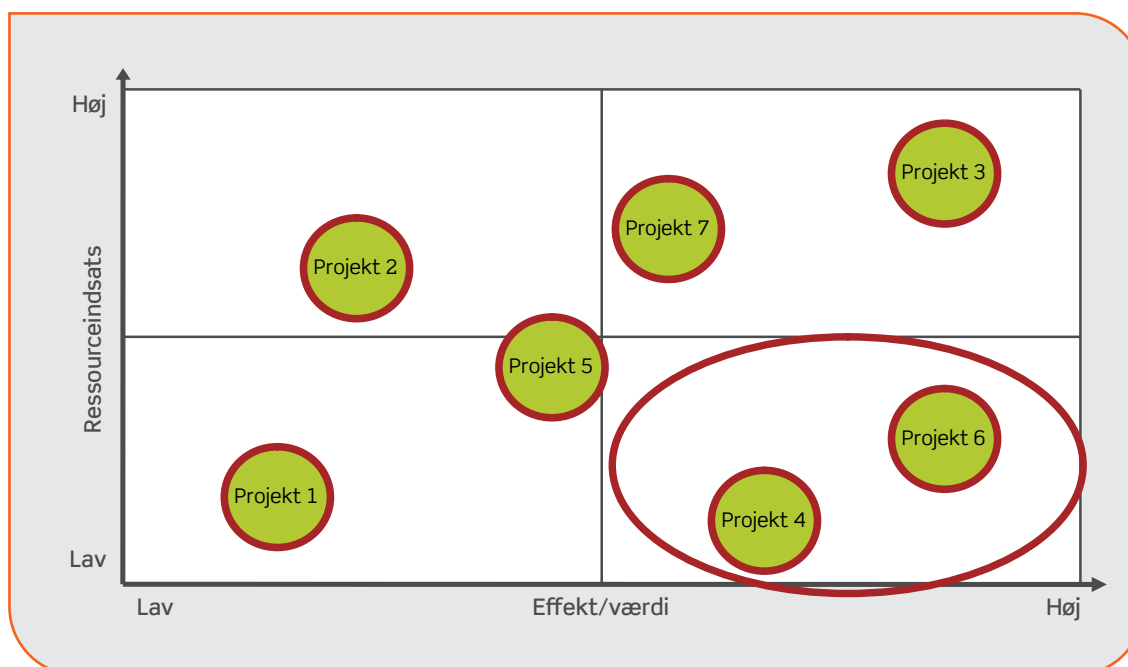 Høj
Projekt 3
Projekt 7
Projekt 2
Ressourceindsats
Projekt 5
Projekt 6
Projekt 1
Projekt 4
Lav
Lav
Effekt/værdi
Høj